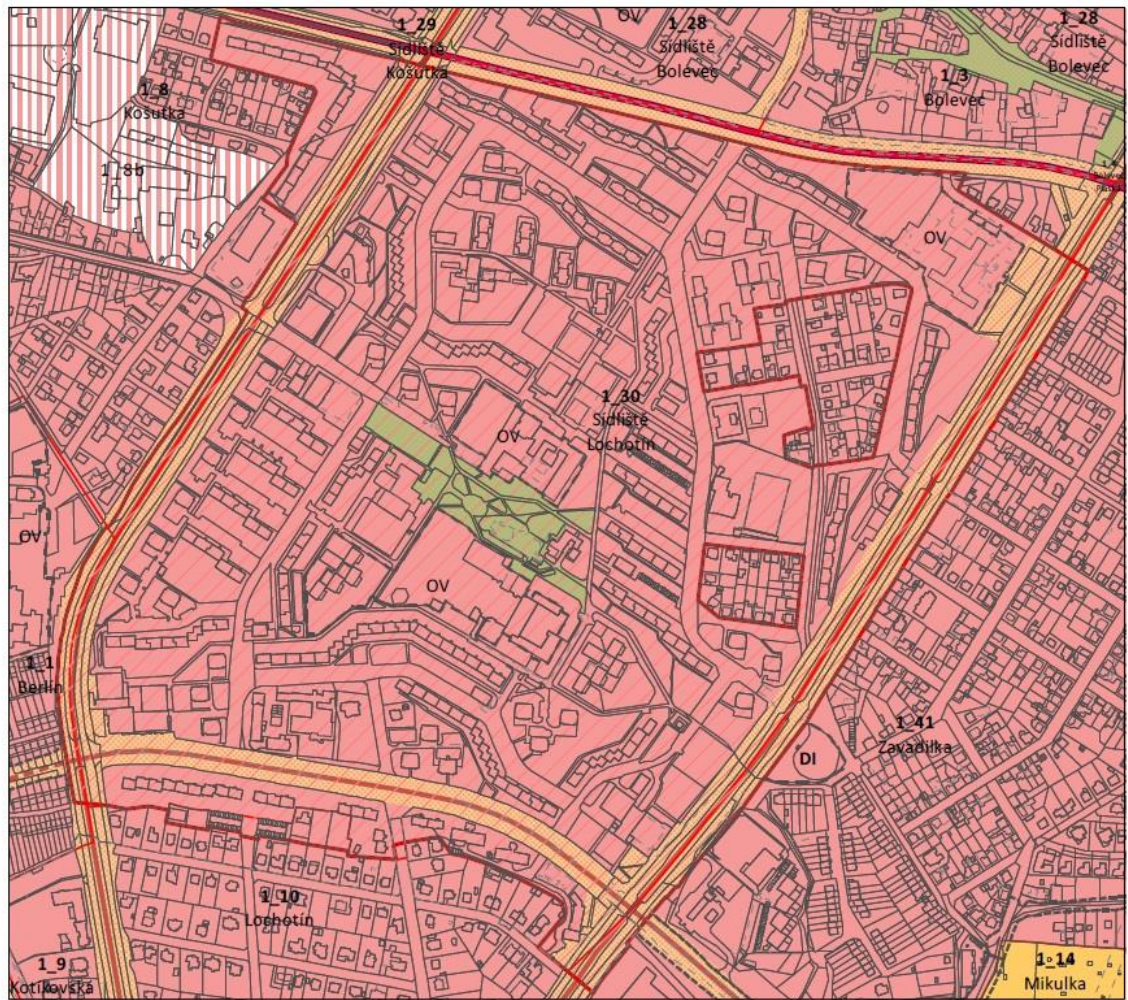 OV
1_29
Sídliště
Košutka
1_28
Sídliště
Bolevec
1_28
Sídliště
Bolevec
1_3
Bolevec
1_8
Košutka
1_8b
OV
1_30
Sídliště
Lochotín
OV
OV
OV
1_1
Berlín
1_41
Zavadilka
DI
1_10
Lochotín
1_9
Kotíkovská
1_14
Mikulka